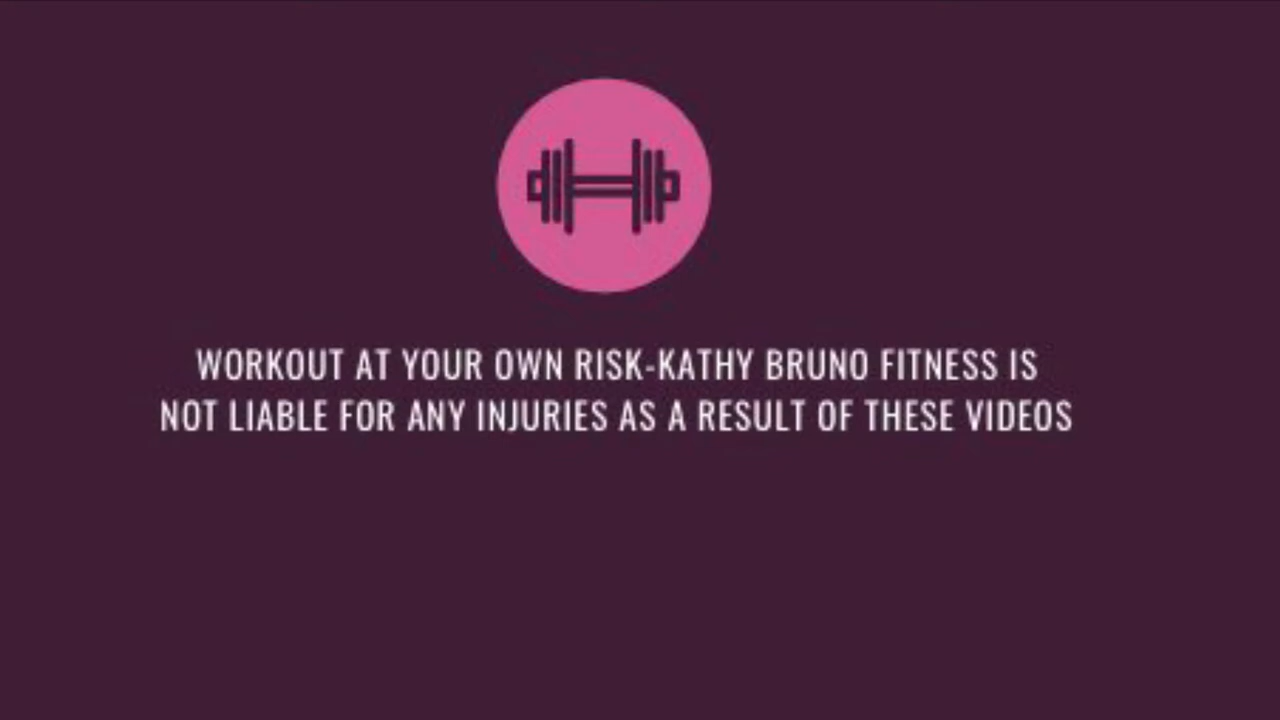 WORKOUT AT YOUR OWN RISK-KATHY BRUNO FITNESS IS
NOT LIABLE FOR ANY INJURIES AS A RESULT OF THESE VIDEOS